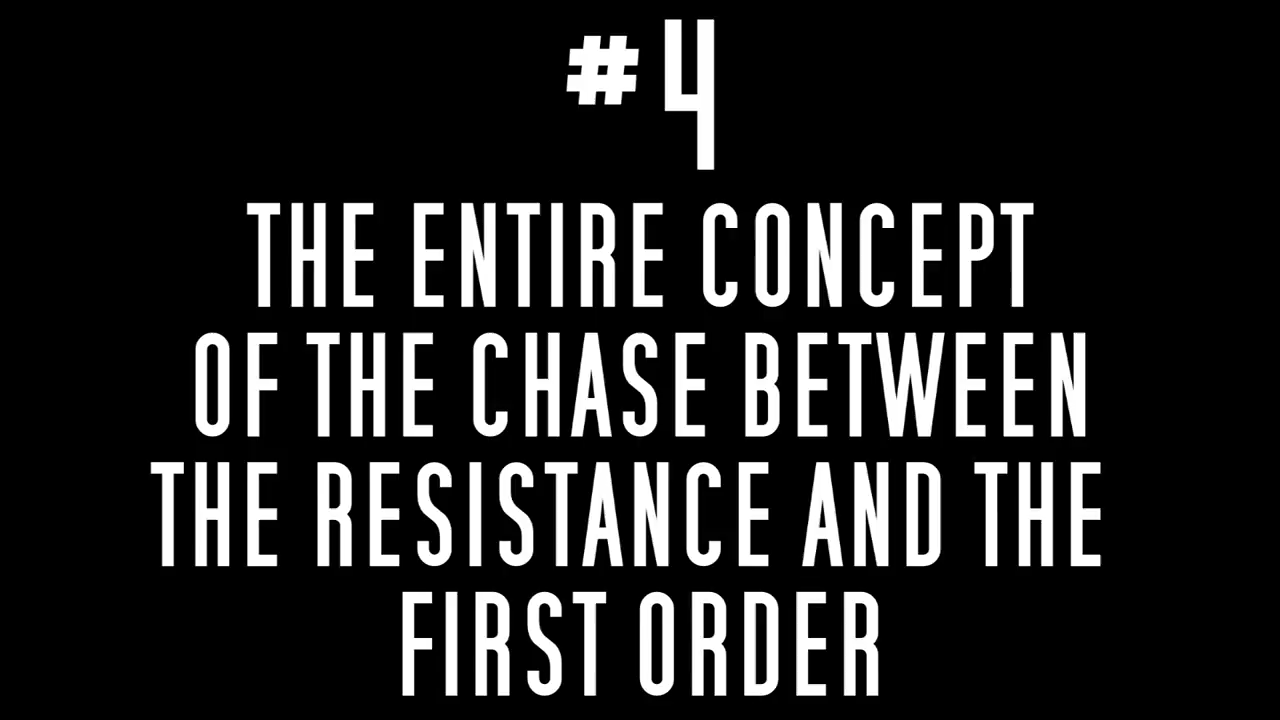 #4
THE ENTIRE CONCEPT
OF THE CHASE BETWEEN
THE RESISTANCE AND THE
FIRST ORDER